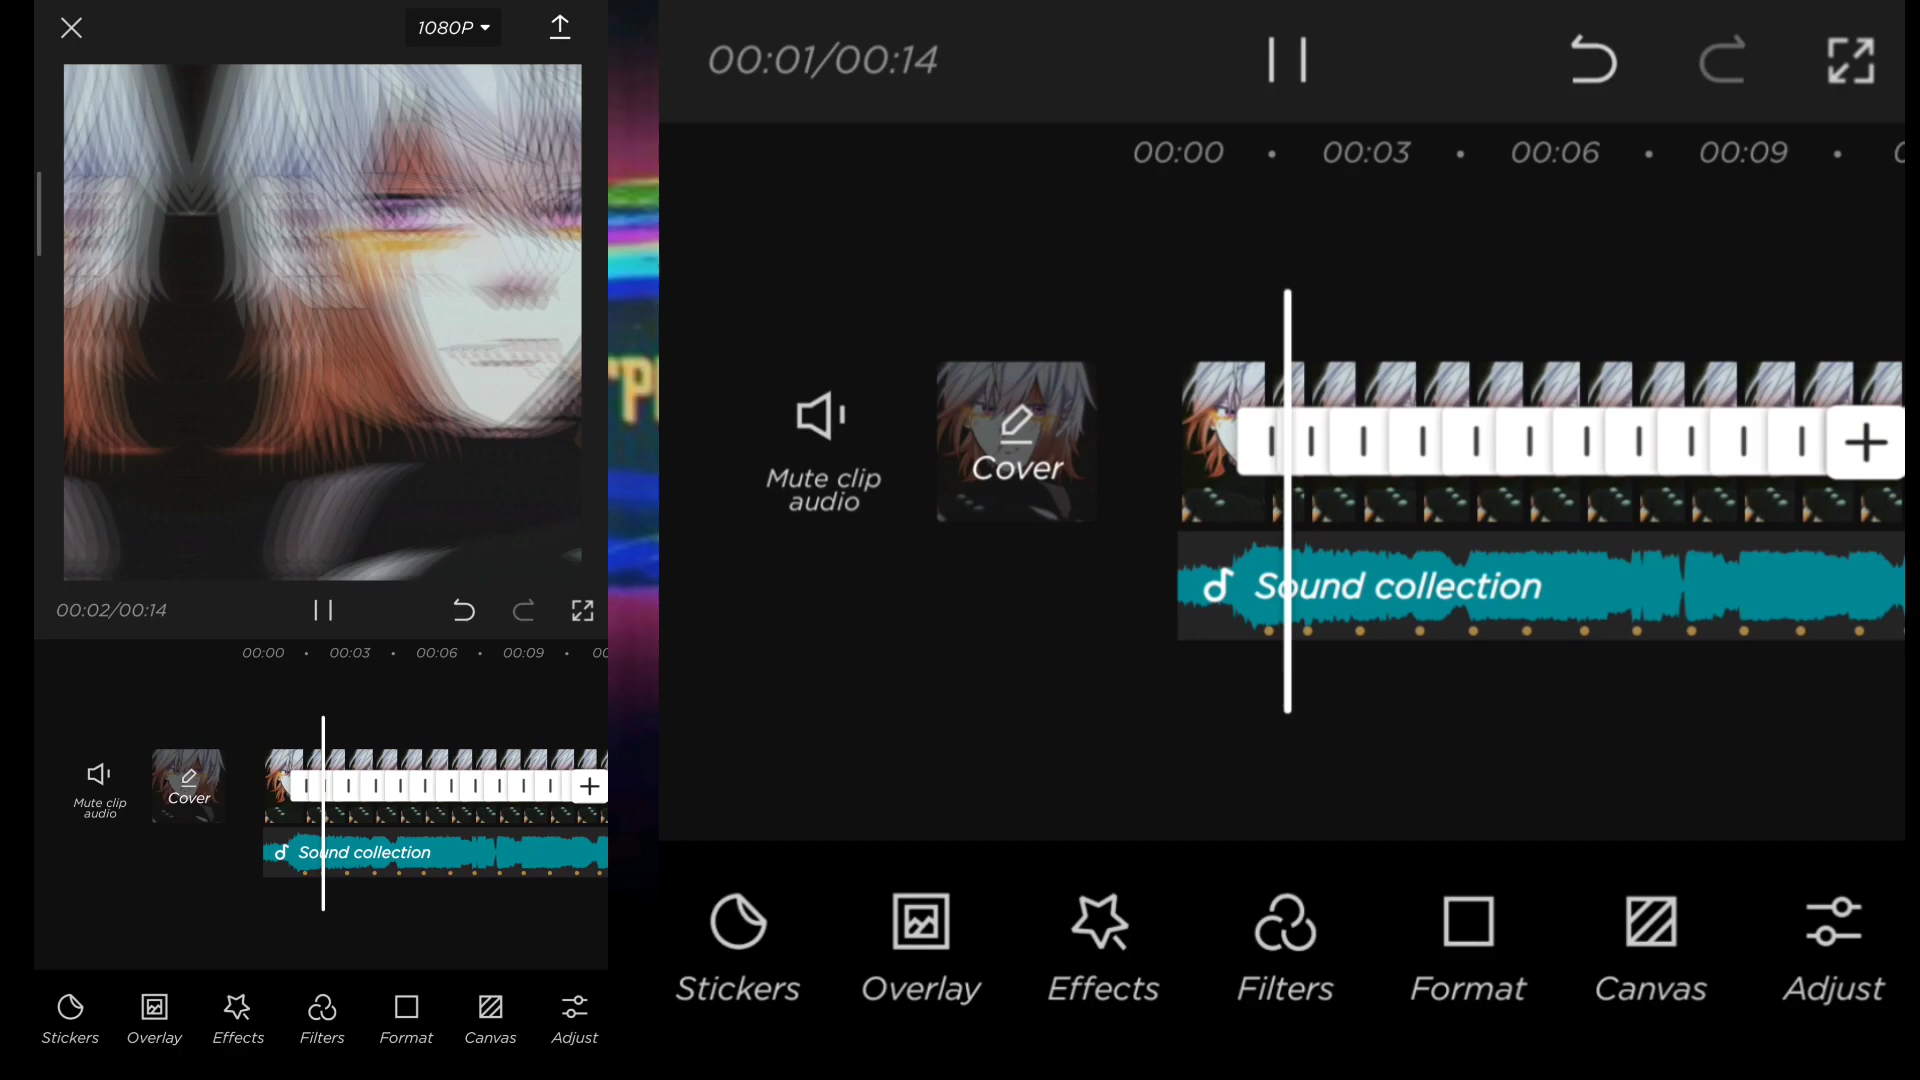 1080P
00:02/00:14
00:00
00:03
00:06
00:09
Mute clip
audio
Cover
Sound collection
Stickers
Overlay
Effects
Filters
Format
Canvas
Adjust
00:01/00:14
00:00
00:03
00:06
00:09
Mute clip
audio
Cover
Sound collection
Stickers
Overlay
Effects
Filters
Format
Canvas
Adjust